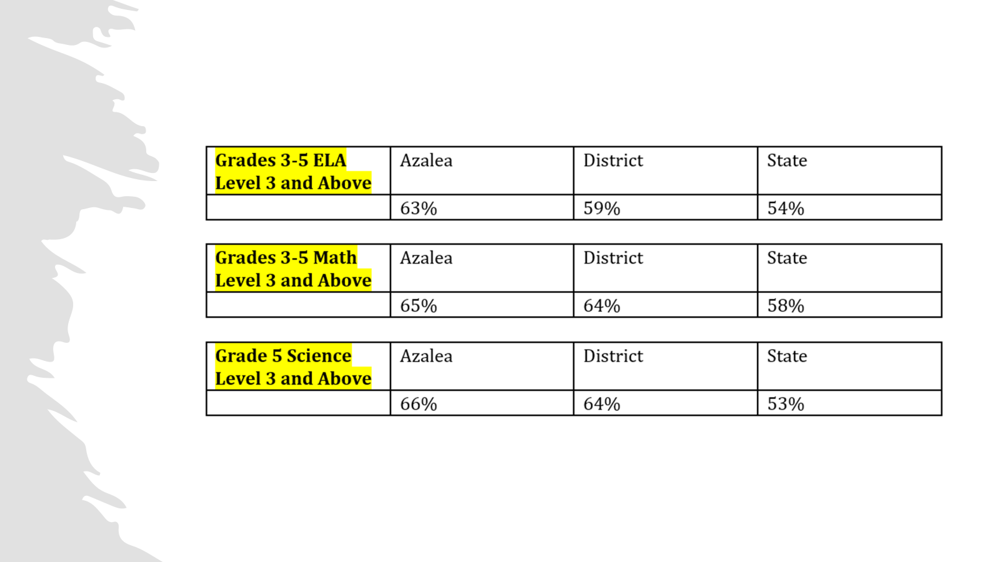 Grades 3-5 ELA
Level 3 and Above
Azalea
District
State
63%
59%
54%
Grades 3-5 Math
Level 3 and Above
Azalea
District
State
65%
64%
58%
Grade 5 Science
Level 3 and Above
Azalea
District
State
66%
64%
53%